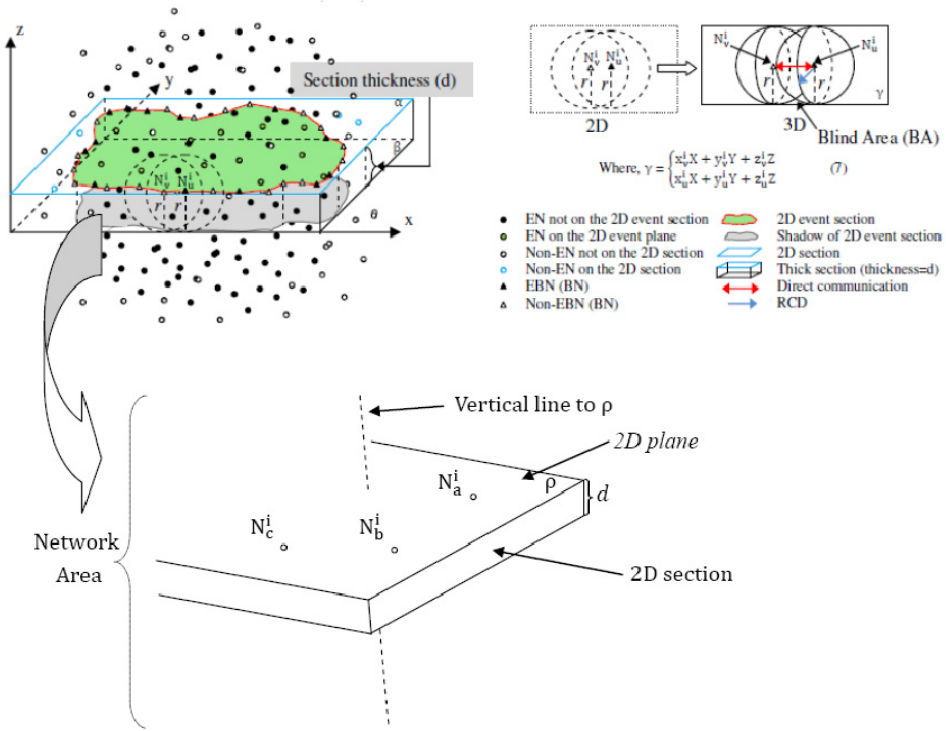 z
y
Section thickness (d)
α
β
N_v^i N_u^i
r r
x
N_v^i N_u^i
r r
2D
N_v^i
N_u^i
r r
γ
3D
Blind Area (BA)
Where, γ = { x_v^i X + y_v^i Y + z_v^i Z
x_u^i X + y_u^i Y + z_u^i Z (7)
EN not on the 2D event section
EN on the 2D event plane
Non-EN not on the 2D section
Non-EN on the 2D section
EBN (BN)
Non-EBN (BN)
2D event section
Shadow of 2D event section
2D section
Thick section (thickness=d)
Direct communication
RCD
Vertical line to ρ
2D plane
N_a^i
ρ
d
N_c^i
N_b^i
Network
Area
2D section